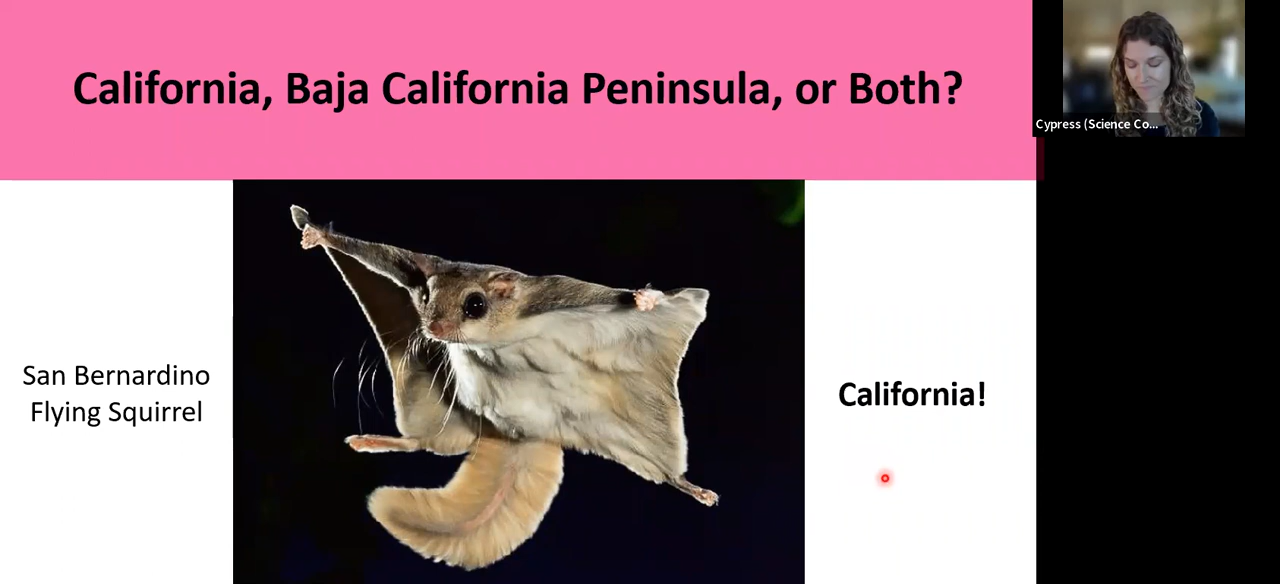 California, Baja California Peninsula, or Both?
Cypress (Science Co...
San Bernardino
Flying Squirrel
California!